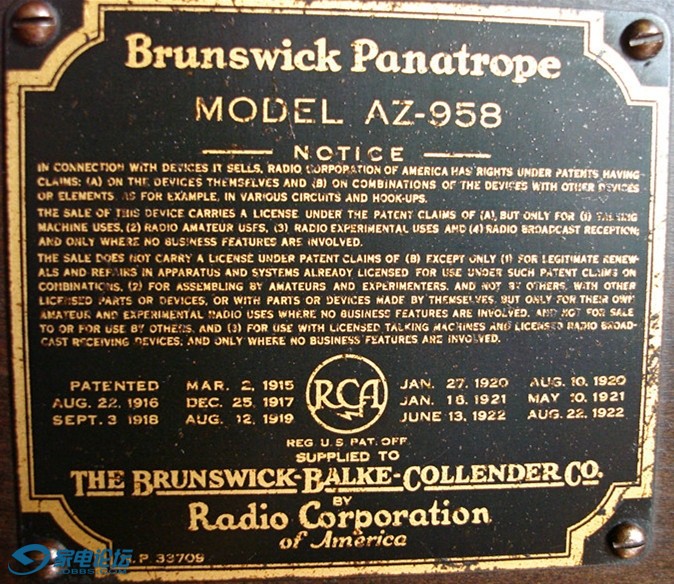 Brunswick Panatrope
MODEL AZ-958
NOTICE
IN CONNECTION WITH DEVICES IT SELLS, RADIO CORPORATION OF AMERICA HAS RIGHTS UNDER PATENTS HAVING
CLAIMS: (A) ON THE DEVICES THEMSELVES AND (B) ON COMBINATIONS OF THE DEVICES WITH OTHER DEVICES
OR ELEMENTS, AS FOR EXAMPLE, IN VARIOUS CIRCUITS AND HOOK-UPS.
THE SALE OF THIS DEVICE CARRIES A LICENSE UNDER THE PATENT CLAIMS OF (A), BUT ONLY FOR (1) TALKING
MACHINE USES, (2) RADIO AMATEUR USES, (3) RADIO EXPERIMENTAL USES AND (4) RADIO BROADCAST RECEPTION;
AND ONLY WHERE NO BUSINESS FEATURES ARE INVOLVED.
THE SALE DOES NOT CARRY A LICENSE UNDER PATENT CLAIMS OF (B) EXCEPT ONLY (1) FOR LEGITIMATE RENEW-
ALS AND REPAIRS IN APPARATUS AND SYSTEMS ALREADY LICENSED FOR USE UNDER SUCH PATENT CLAIMS ON
COMBINATIONS, (2) FOR ASSEMBLING BY AMATEURS AND EXPERIMENTERS, AND NOT BY OTHERS, WITH OTHER
LICENSED PARTS OR DEVICES, OR WITH PARTS OR DEVICES MADE BY THEMSELVES, BUT ONLY FOR THEIR OWN
AMATEUR AND EXPERIMENTAL RADIO USES WHERE NO BUSINESS FEATURES ARE INVOLVED, AND NOT FOR SALE
TO OR FOR USE BY OTHERS, AND (3) FOR USE WITH LICENSED TALKING MACHINES AND LICENSED RADIO BROAD-
CAST RECEIVING DEVICES, AND ONLY WHERE NO BUSINESS FEATURES ARE INVOLVED.
PATENTED MAR. 2, 1915 JAN. 27, 1920 AUG. 10, 1920
AUG. 22, 1916 DEC. 25, 1917 JAN. 18, 1921 MAY 10, 1921
SEPT. 3 1918 AUG. 12, 1919 JUNE 13, 1922 AUG. 22, 1922
RCA
REG U.S PAT. OFF
SUPPLIED TO
THE BRUNSWICK-BALKE-COLLENDER CO.
BY
Radio Corporation
of America
P 33709
家电论坛